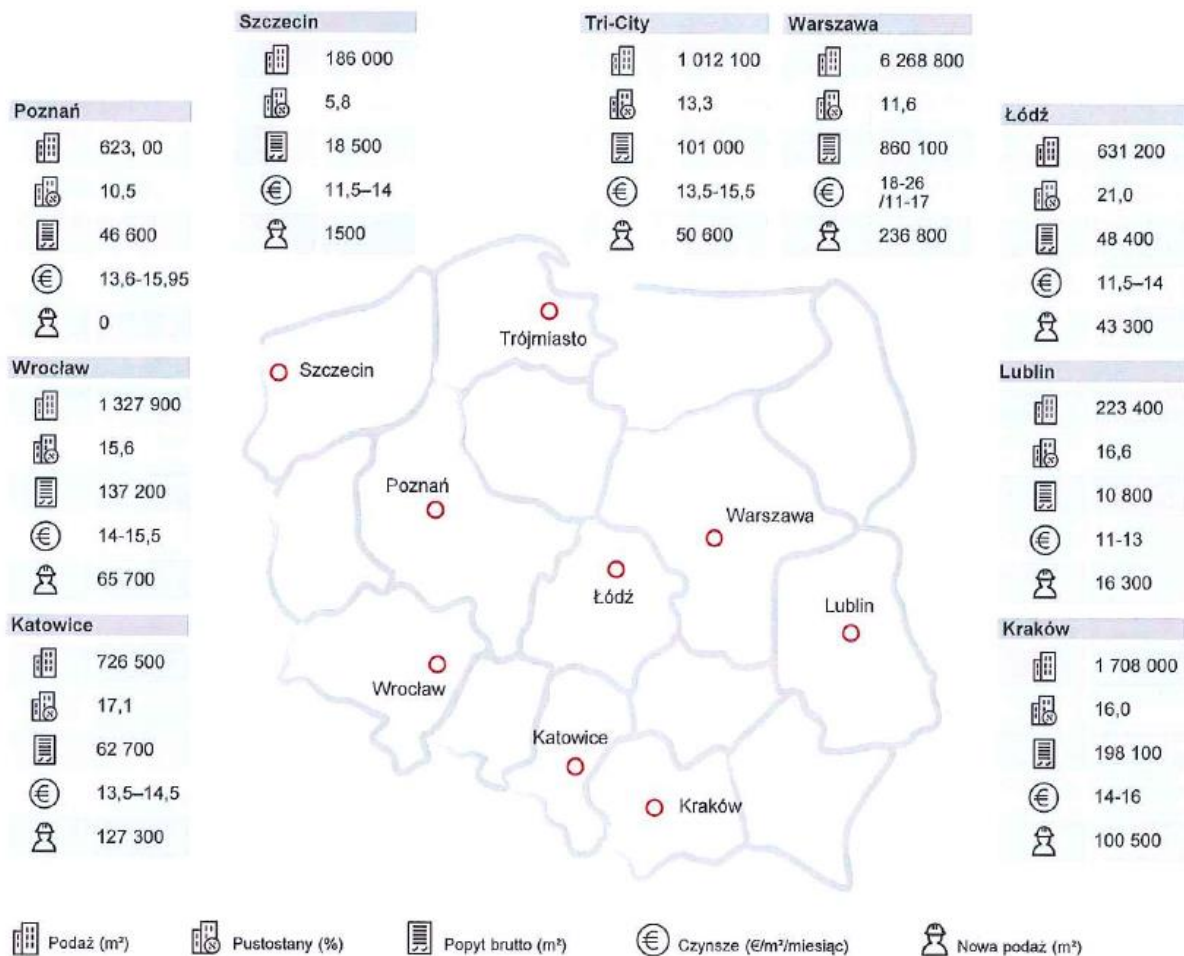 Szczecin
186 000
5,8
18 500
11,5–14
1500
Tri-City
1 012 100
13,3
101 000
13,5-15,5
50 600
Warszawa
6 268 800
11,6
860 100
18-26
/11-17
236 800
Poznań
623, 00
10,5
46 600
13,6-15,95
0
Łódź
631 200
21,0
48 400
11,5–14
43 300
Wrocław
1 327 900
15,6
137 200
14-15,5
65 700
Lublin
223 400
16,6
10 800
11-13
16 300
Katowice
726 500
17,1
62 700
13,5–14,5
127 300
Kraków
1 708 000
16,0
198 100
14-16
100 500
Trójmiasto
Szczecin
Poznań
Warszawa
Łódź
Lublin
Wrocław
Katowice
Kraków
Podaż (m²)
Pustostany (%)
Popyt brutto (m²)
Czynsze (€/m²/miesiąc)
Nowa podaż (m²)